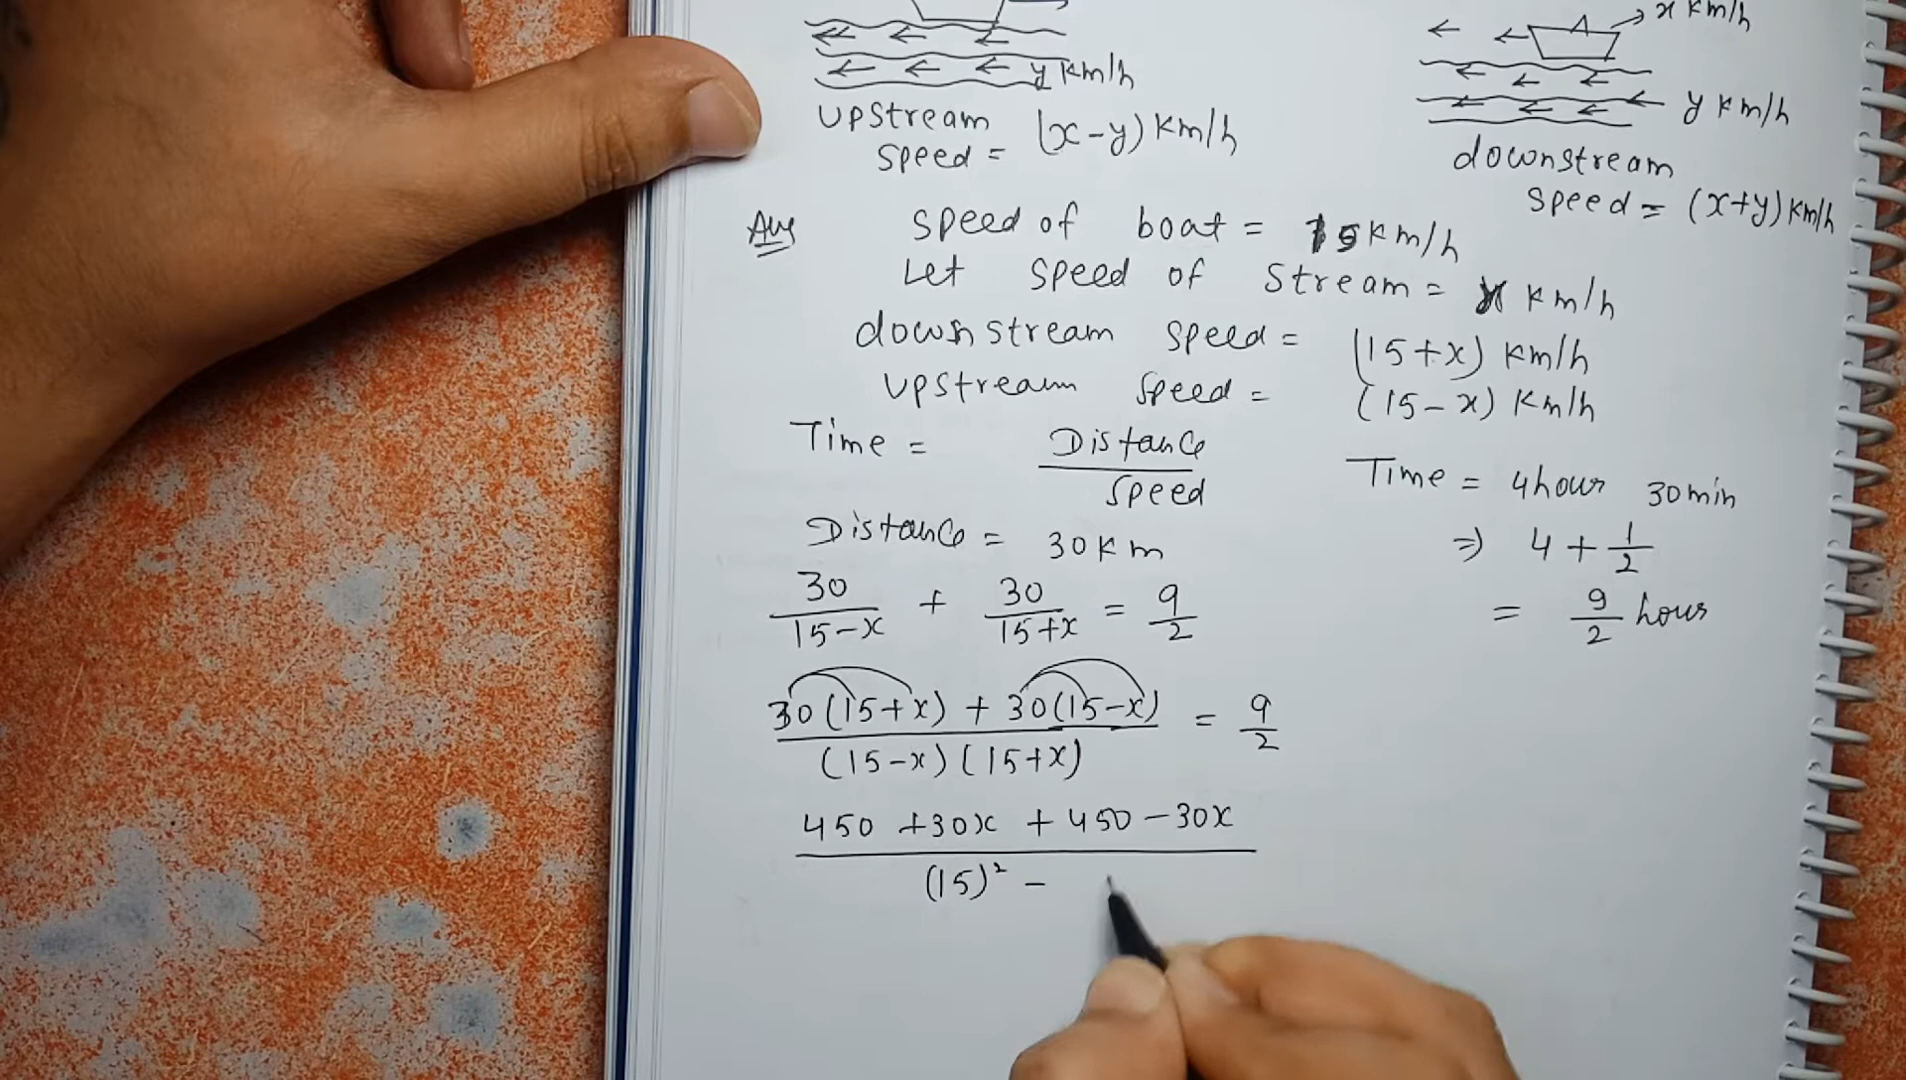 x km/h
y km/h
y km/h
upstream
speed = (x-y) km/h
downstream
speed = (x+y) km/h
Ans speed of boat = 15 km/h
Let speed of stream = x km/h
downstream speed = (15+x) km/h
upstream speed = (15-x) km/h
Time = Distance
speed
Time = 4 hour 30 min
Distance = 30 km
⇒ 4 + 1/2
30/15-x + 30/15+x = 9/2
= 9/2 hour
30(15+x) + 30(15-x) = 9/2
(15-x)(15+x)
450 +30x + 450 -30x
(15)² -